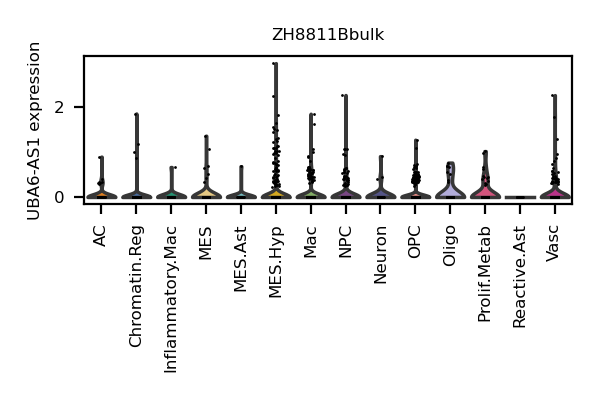 ZH8811Bbulk
UBA6-AS1 expression
2
0
AC
Chromatin.Reg
Inflammatory.Mac
MES
MES.Ast
MES.Hyp
Mac
NPC
Neuron
OPC
Oligo
Prolif.Metab
Reactive.Ast
Vasc